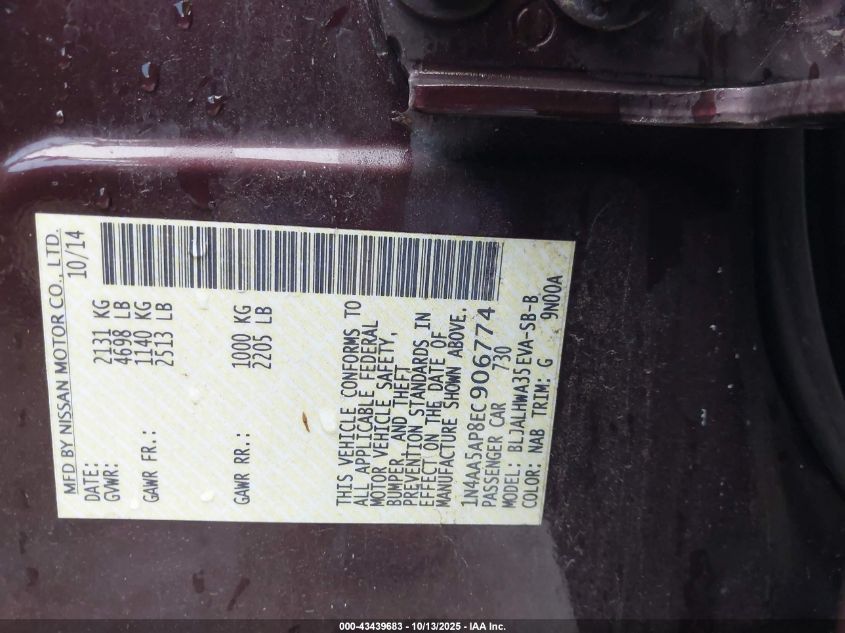 MFD BY NISSAN MOTOR CO., LTD.
DATE: 10/14
GVWR: 2131 KG
4698 LB
GAWR FR.: 1140 KG
2513 LB
GAWR RR.: 1000 KG
2205 LB
THIS VEHICLE CONFORMS TO
ALL APPLICABLE FEDERAL
MOTOR VEHICLE SAFETY,
BUMPER, AND THEFT
PREVENTION STANDARDS IN
EFFECT ON THE DATE OF
MANUFACTURE SHOWN ABOVE.
1N4AA5AP8EC906774
PASSENGER CAR 730
MODEL: BLJALHWA35EVA-SB-B
COLOR: NAB TRIM: G 9N00A
000-43439683 - 10/13/2025 - IAA Inc.